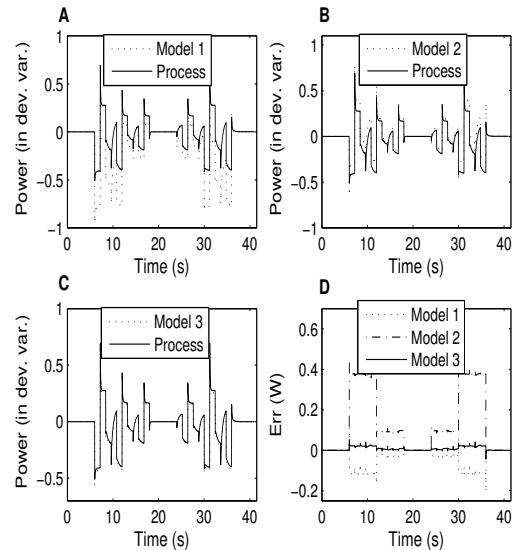 A
Power (in dev. var.)
1
0.5
0
−0.5
−1
Model 1
Process
0 10 20 30 40
Time (s)
B
Power (in dev. var.)
1
0.5
0
−0.5
−1
Model 2
Process
0 10 20 30 40
Time (s)
C
Power (in dev. var.)
1
0.5
0
−0.5
Model 3
Process
0 10 20 30 40
Time (s)
D
Err (W)
0.6
0.4
0.2
0
−0.2
Model 1
Model 2
Model 3
0 10 20 30 40
Time (s)